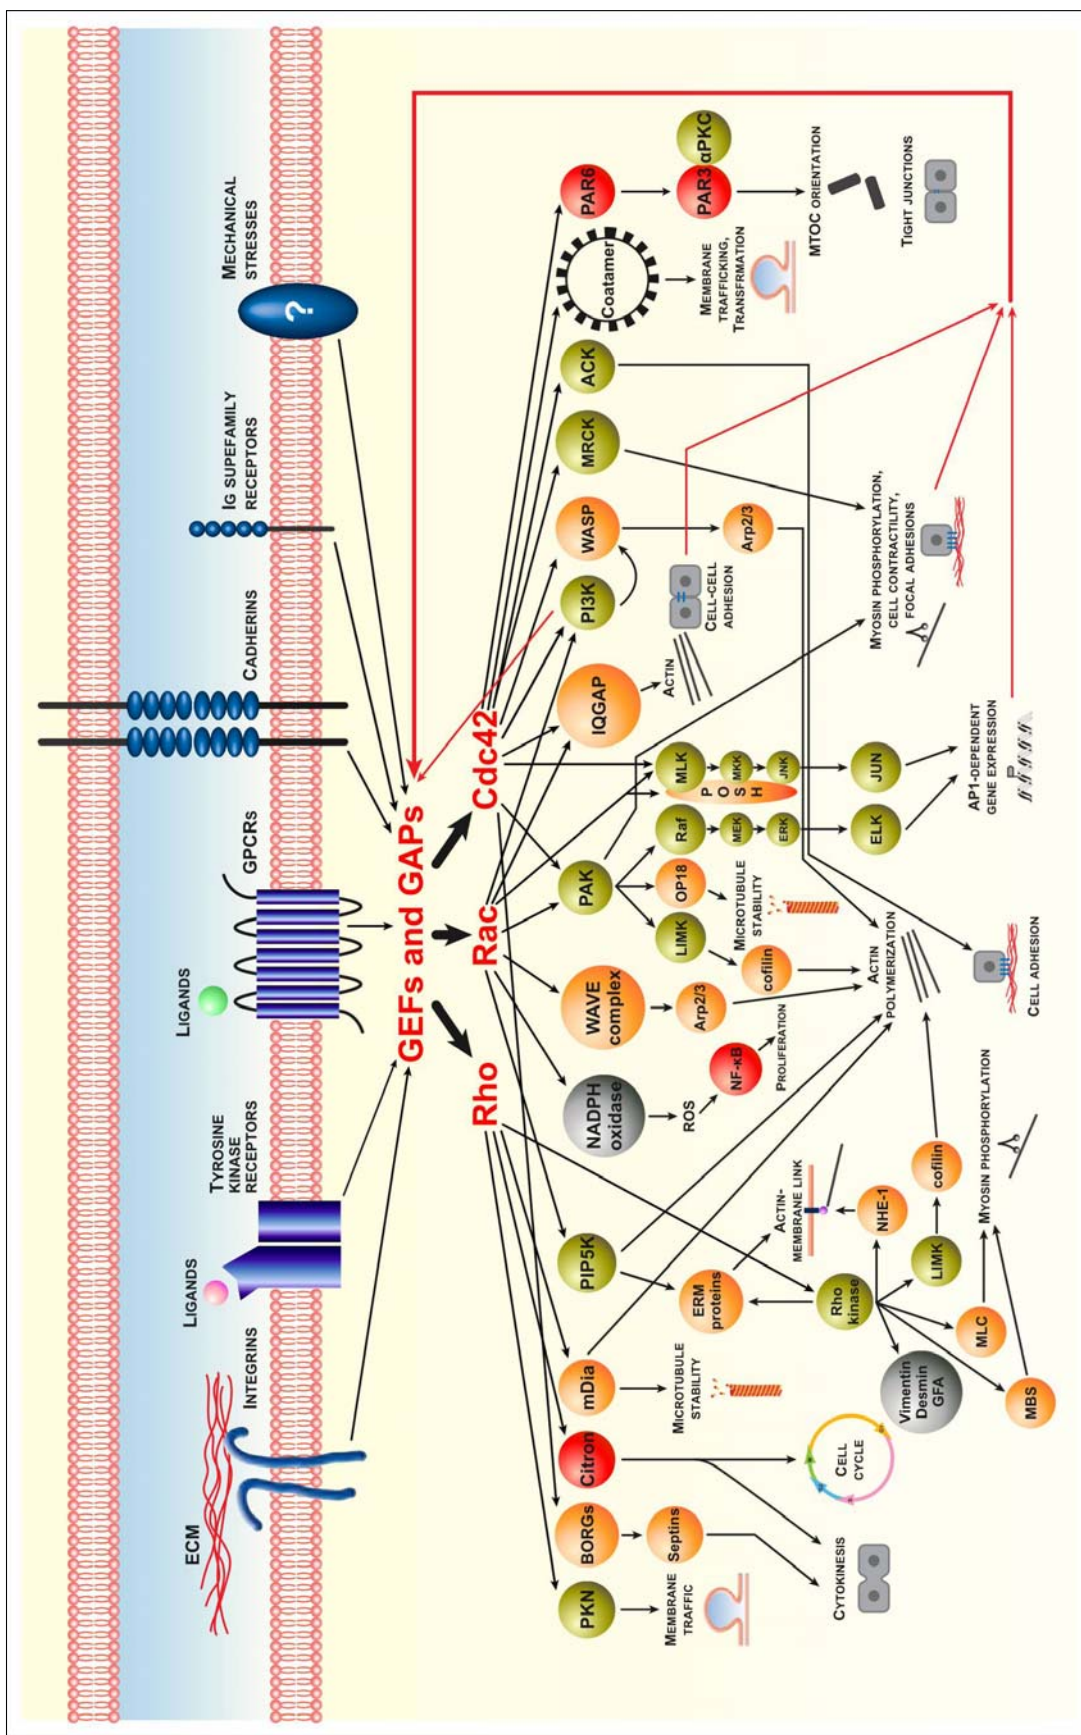 ECM
INTEGRINS
LIGANDS
TYROSINE
KINASE
RECEPTORS
LIGANDS
GPCRS
CADHERINS
IG SUPEFAMILY
RECEPTORS
MECHANICAL
STRESSES
?
GEFs and GAPs
Rho
Rac
Cdc42
PKN
BORGs
Citron
mDia
PIP5K
NADPH
oxidase
WAVE
complex
PAK
IQGAP
PI3K
WASP
MRCK
ACK
Coatamer
PAR6
MEMBRANE
TRAFFIC
Septins
MICROTUBULE
STABILITY
ERM
proteins
ROS
NF-κB
PROLIFERATION
Arp2/3
LIMK
cofilin
OP18
MICROTUBULE
STABILITY
Raf
MEK
ERK
P
O
S
H
MLK
MKK
JNK
ACTIN
CELL-CELL
ADHESION
Arp2/3
MEMBRANE
TRAFFICKING,
TRANSFRMATION
PAR3
αPKC
MTOC ORIENTATION
TIGHT JUNCTIONS
CYTOKINESIS
CELL
CYCLE
ACTIN-
MEMBRANE LINK
Rho
kinase
NHE-1
LIMK
cofilin
Vimentin
Desmin
GFA
MLC
MBS
MYOSIN PHOSPHORYLATION
ACTIN
POLYMERIZATION
ELK
JUN
AP1-DEPENDENT
GENE EXPRESSION
P
MYOSIN PHOSPHORYLATION,
CELL CONTRACTILITY,
FOCAL ADHESIONS
CELL ADHESION